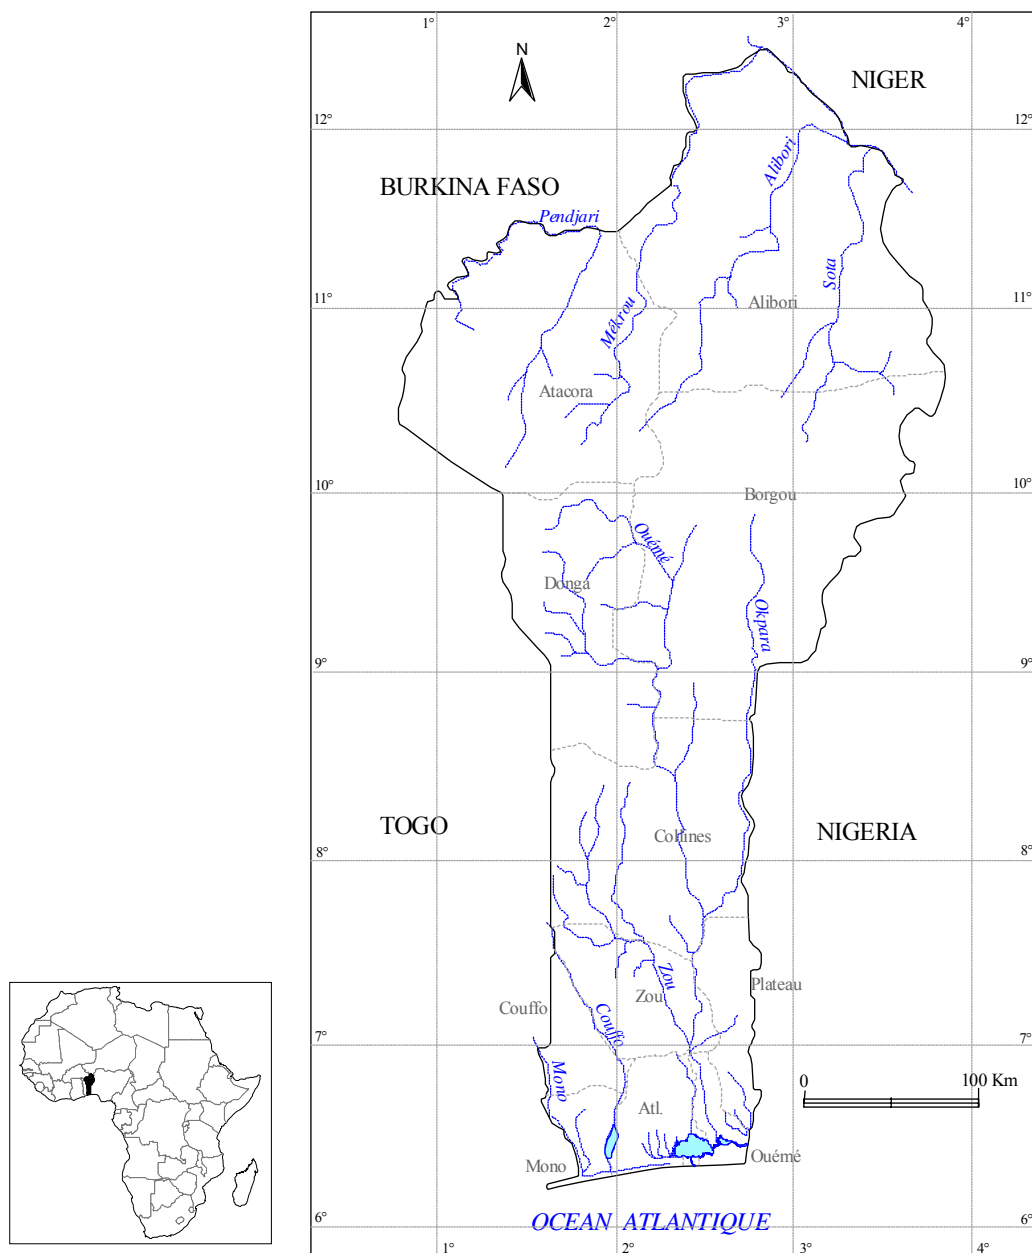 1°
2°
3°
4°
N
NIGER
12°
12°
Alibori
BURKINA FASO
Pendjari
Sota
11°
Alibori
11°
Mékrou
Atacora
10°
Borgou
10°
Ouémé
Donga
Okpara
9°
9°
TOGO
Collines
NIGERIA
8°
8°
Zou
Plateau
Zou
Couffo
Couffo
7°
7°
Mono
0
100 Km
Atl.
Mono
Ouémé
OCEAN ATLANTIQUE
6°
6°
1°
2°
3°
4°